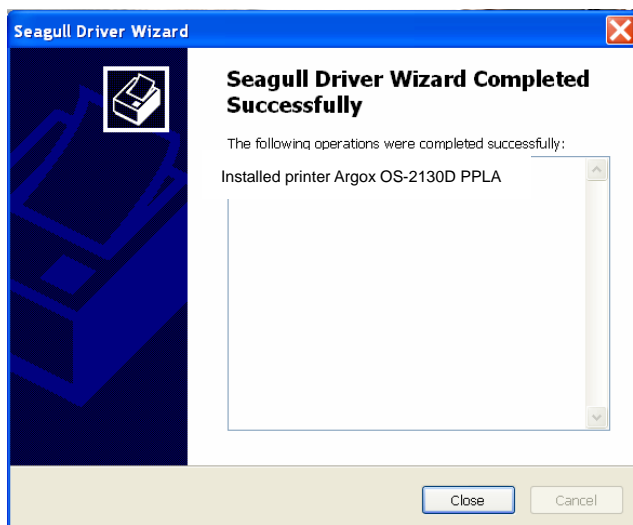 Seagull Driver Wizard
Seagull Driver Wizard Completed
Successfully
The following operations were completed successfully:
Installed printer Argox OS-2130D PPLA
Close
Cancel